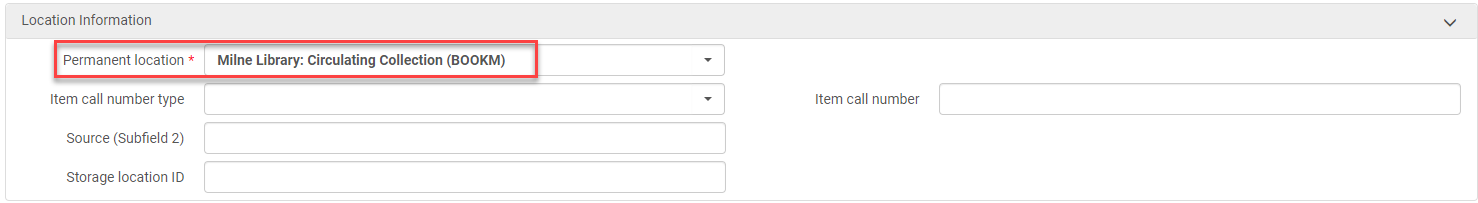 Location Information
Permanent location * Milne Library: Circulating Collection (BOOKM)
Item call number type Item call number
Source (Subfield 2)
Storage location ID